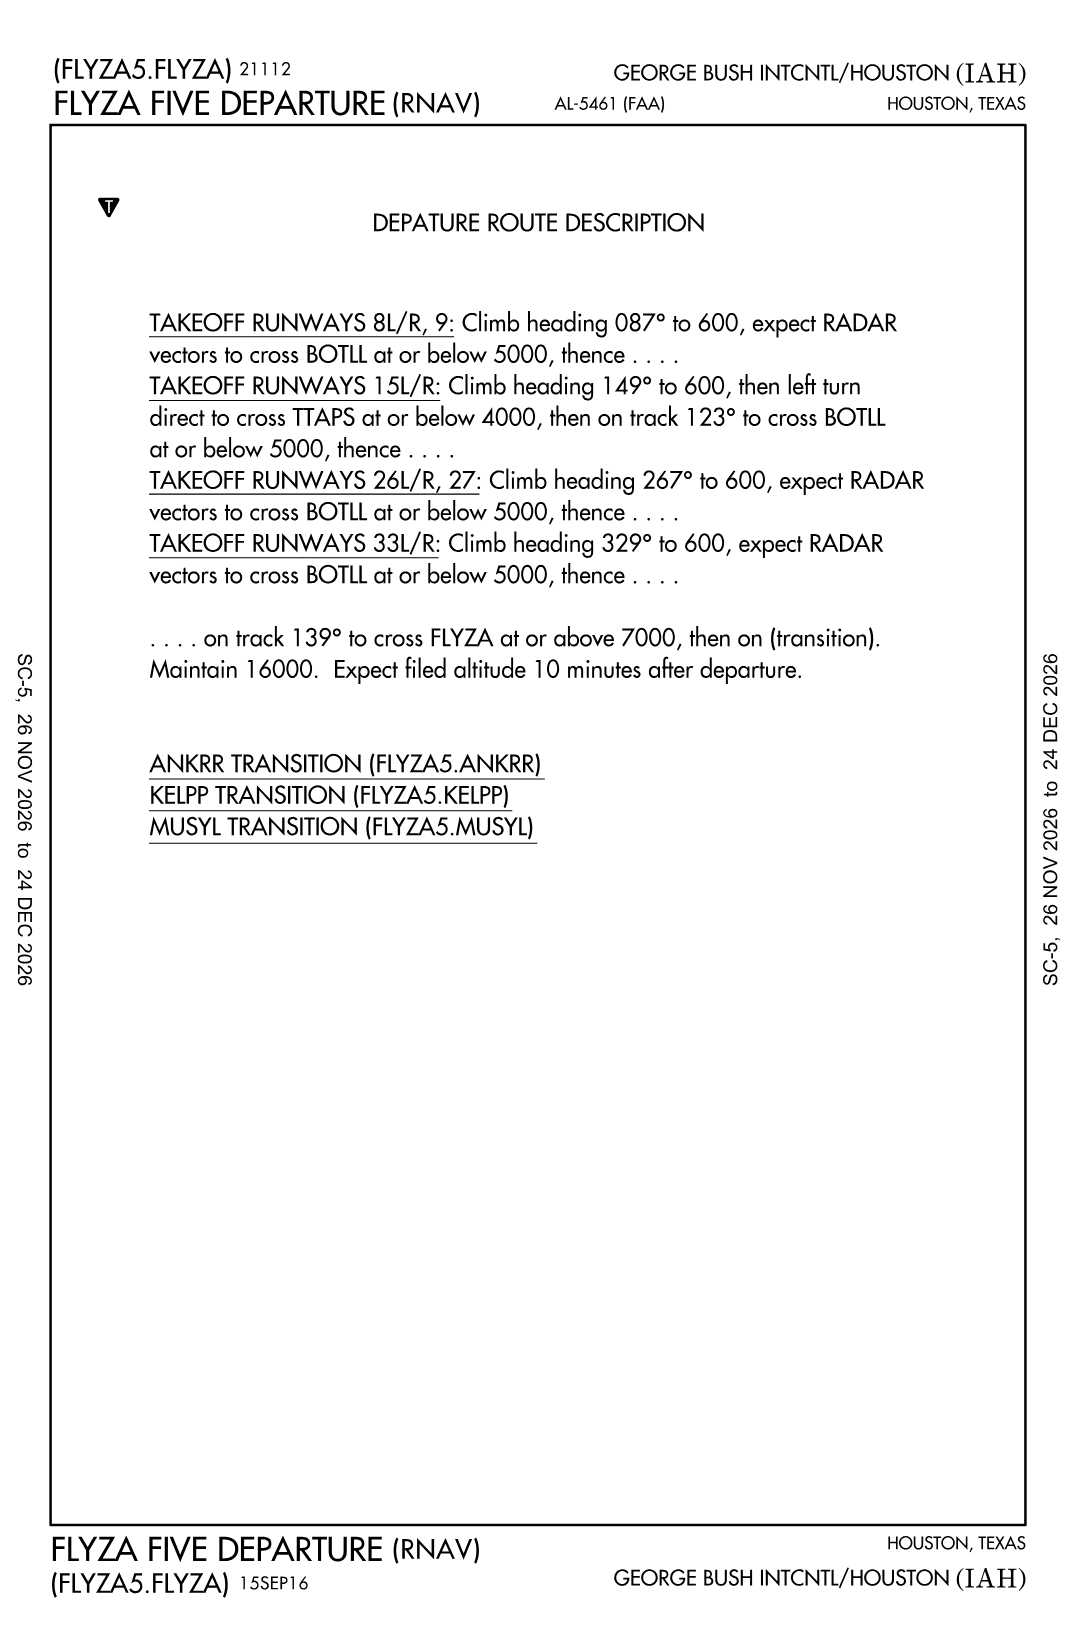 (FLYZA5.FLYZA) 21112
GEORGE BUSH INTCNTL/HOUSTON (IAH)
FLYZA FIVE DEPARTURE (RNAV)
AL-5461 (FAA)
HOUSTON, TEXAS
T
DEPATURE ROUTE DESCRIPTION
TAKEOFF RUNWAYS 8L/R, 9: Climb heading 087° to 600, expect RADAR
vectors to cross BOTLL at or below 5000, thence . . . .
TAKEOFF RUNWAYS 15L/R: Climb heading 149° to 600, then left turn
direct to cross TTAPS at or below 4000, then on track 123° to cross BOTLL
at or below 5000, thence . . . .
TAKEOFF RUNWAYS 26L/R, 27: Climb heading 267° to 600, expect RADAR
vectors to cross BOTLL at or below 5000, thence . . . .
TAKEOFF RUNWAYS 33L/R: Climb heading 329° to 600, expect RADAR
vectors to cross BOTLL at or below 5000, thence . . . .
. . . . on track 139° to cross FLYZA at or above 7000, then on (transition).
Maintain 16000. Expect filed altitude 10 minutes after departure.
ANKRR TRANSITION (FLYZA5.ANKRR)
KELPP TRANSITION (FLYZA5.KELPP)
MUSYL TRANSITION (FLYZA5.MUSYL)
SC-5, 26 NOV 2026 to 24 DEC 2026
SC-5, 26 NOV 2026 to 24 DEC 2026
FLYZA FIVE DEPARTURE (RNAV)
HOUSTON, TEXAS
(FLYZA5.FLYZA) 15SEP16
GEORGE BUSH INTCNTL/HOUSTON (IAH)